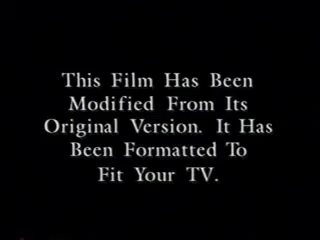 This Film Has Been
Modified From Its
Original Version. It Has
Been Formatted To
Fit Your TV.